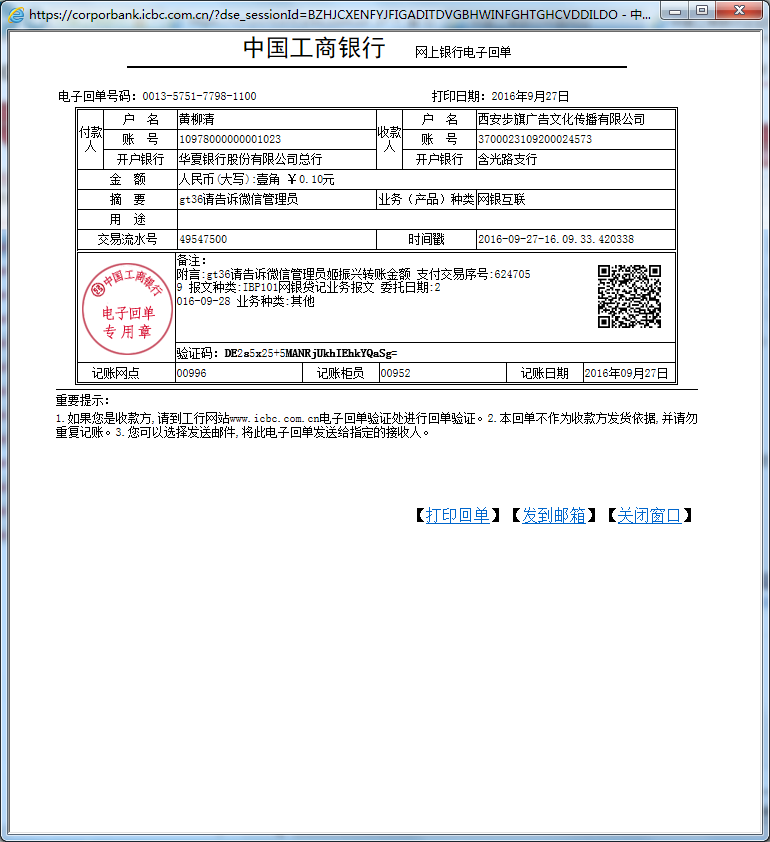 https://corporbank.icbc.com.cn/?dse_sessionId=BZHJCXENFYJFIGADITDVGBHWINFGHTGHCVDDILDO - 中...
中国工商银行 网上银行电子回单
电子回单号码：0013-5751-7798-1100 打印日期：2016年9月27日
付款人 户 名 黄柳清 收款人 户 名 西安步旗广告文化传播有限公司
账 号 10978000000001023 账 号 3700023109200024573
开户银行 华夏银行股份有限公司总行 开户银行 含光路支行
金 额 人民币(大写):壹角 ￥0.10元
摘 要 gt36请告诉微信管理员 业务（产品）种类 网银互联
用 途
交易流水号 49547500 时间戳 2016-09-27-16.09.33.420338
中国工商银行
电子回单
专用章
备注：
附言:gt36请告诉微信管理员姬振兴转账金额 支付交易序号:624705
9 报文种类:IBP101网银贷记业务报文 委托日期:2
016-09-28 业务种类:其他
验证码：DE2s5x25+5MANRjUkhIEhkYQaSg=
记账网点 00996 记账柜员 00952 记账日期 2016年09月27日
重要提示：
1.如果您是收款方,请到工行网站www.icbc.com.cn电子回单验证处进行回单验证。2.本回单不作为收款方发货依据,并请勿
重复记账。3.您可以选择发送邮件,将此电子回单发送给指定的接收人。
【打印回单】【发到邮箱】【关闭窗口】